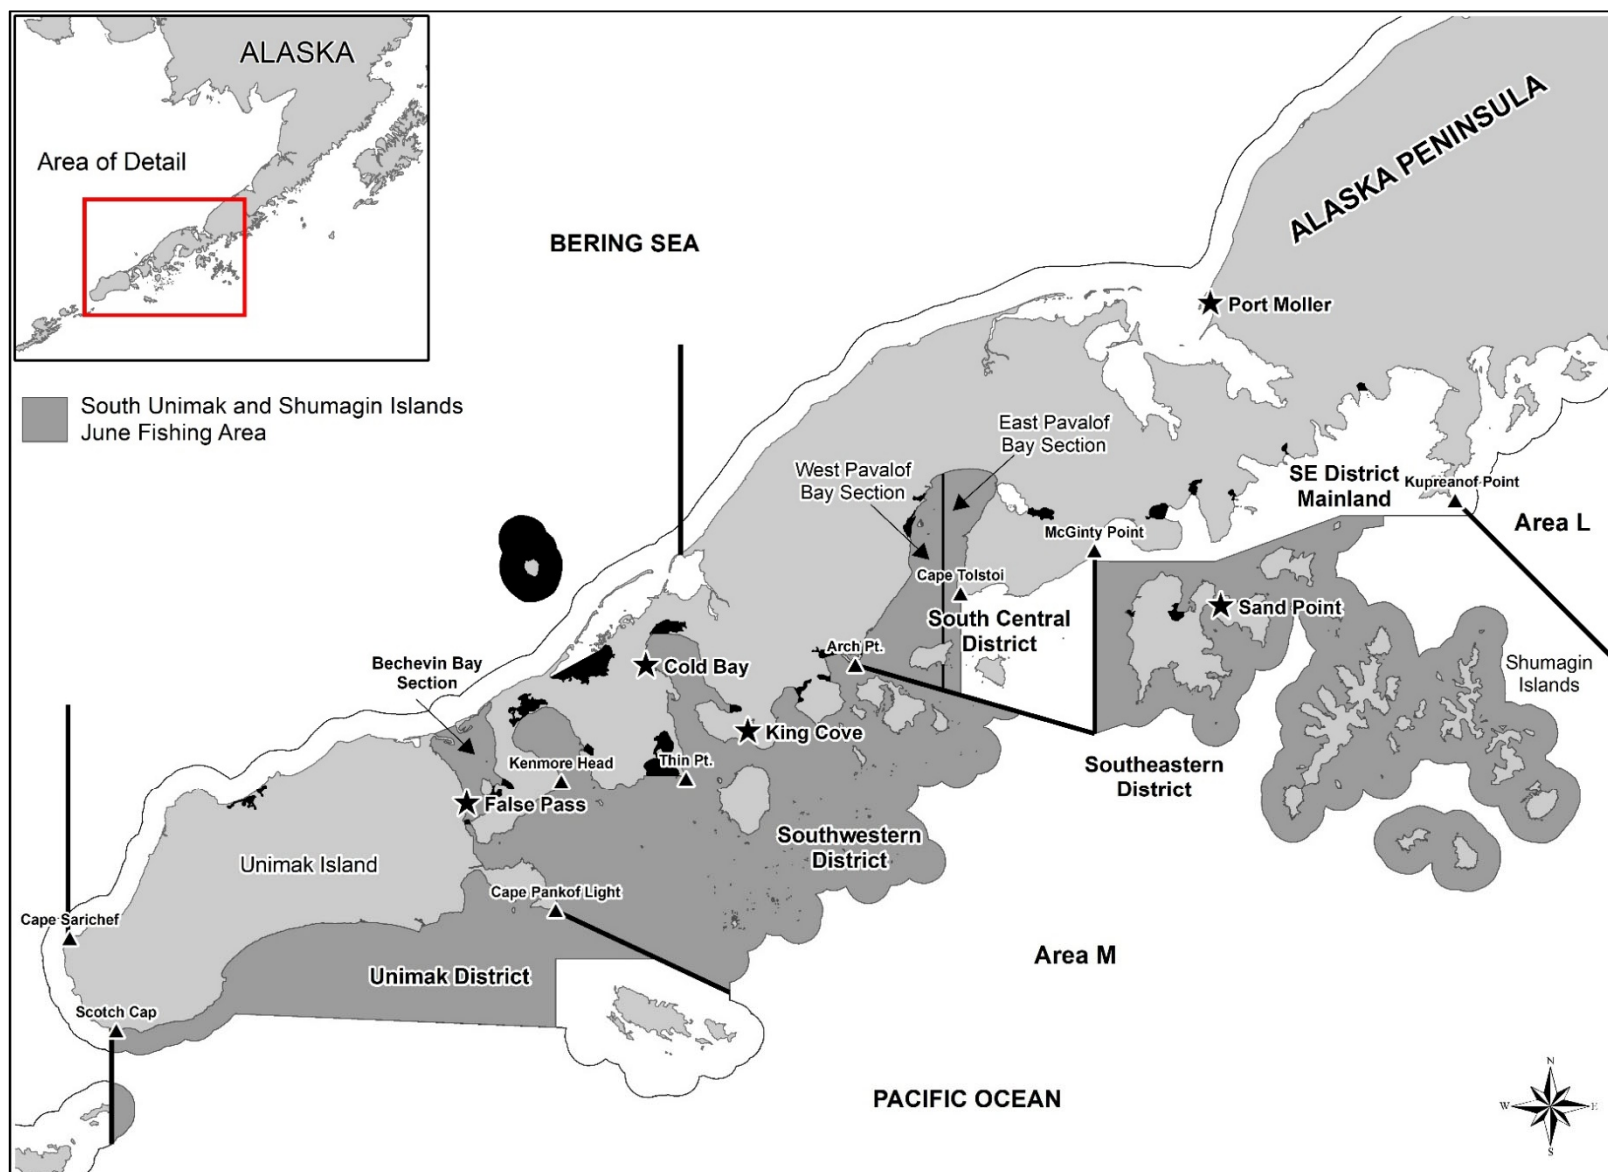 ALASKA
Area of Detail
South Unimak and Shumagin Islands
June Fishing Area
BERING SEA
ALASKA PENINSULA
Port Moller
East Pavalof
Bay Section
West Pavalof
Bay Section
SE District
Mainland
Kupreanof Point
Area L
McGinty Point
Cape Tolstoi
Sand Point
South Central
District
Arch Pt.
Shumagin
Islands
Bechevin Bay
Section
Cold Bay
King Cove
Kenmore Head
Thin Pt.
Southeastern
District
False Pass
Southwestern
District
Unimak Island
Cape Pankof Light
Cape Sarichef
Unimak District
Area M
Scotch Cap
PACIFIC OCEAN
N
W
E
S